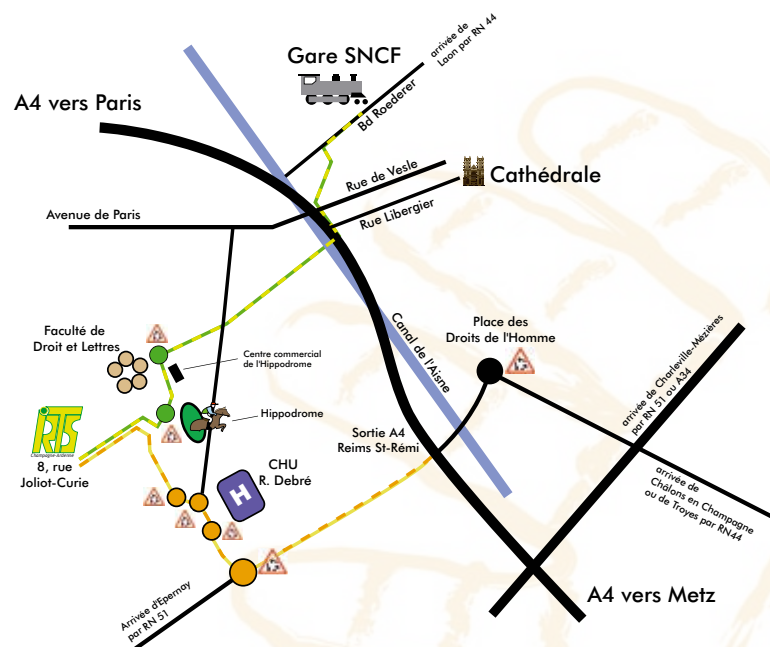 arrivée de
Laon par RN 44
Gare SNCF
A4 vers Paris
Bd Roederer
Rue de Vesle
Cathédrale
Rue Libergier
Avenue de Paris
Canal de l'Aisne
Place des
Droits de l'Homme
arrivée de Charleville-Mézières
par RN 51 ou A34
Faculté de
Droit et Lettres
Centre commercial
de l'Hippodrome
Hippodrome
IRTS
Champagne-Ardenne
8, rue
Joliot-Curie
Sortie A4
Reims St-Rémi
CHU
R. Debré
H
arrivée de
Châlons en Champagne
ou de Troyes par RN44
Arrivée d'Epernay
par RN 51
A4 vers Metz